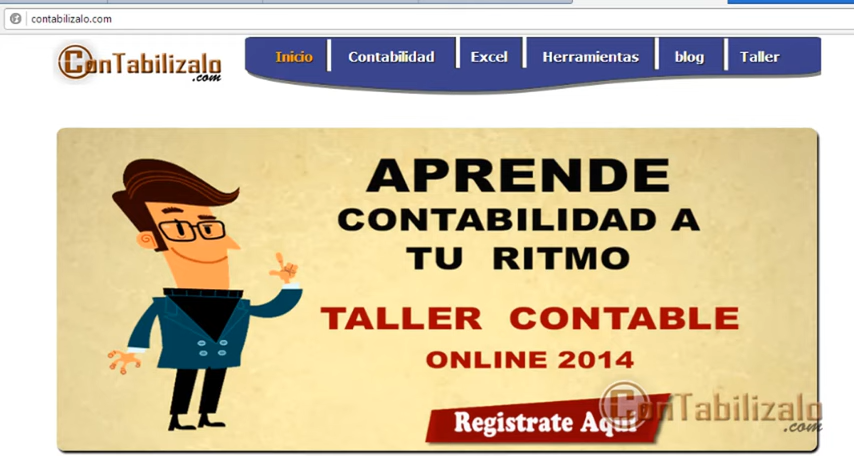 contabilizalo.com
ConTabilizalo
.com
Inicio Contabilidad Excel Herramientas blog Taller
APRENDE
CONTABILIDAD A
TU RITMO
TALLER CONTABLE
ONLINE 2014
Registrate Aquí
ConTabilizalo
.com